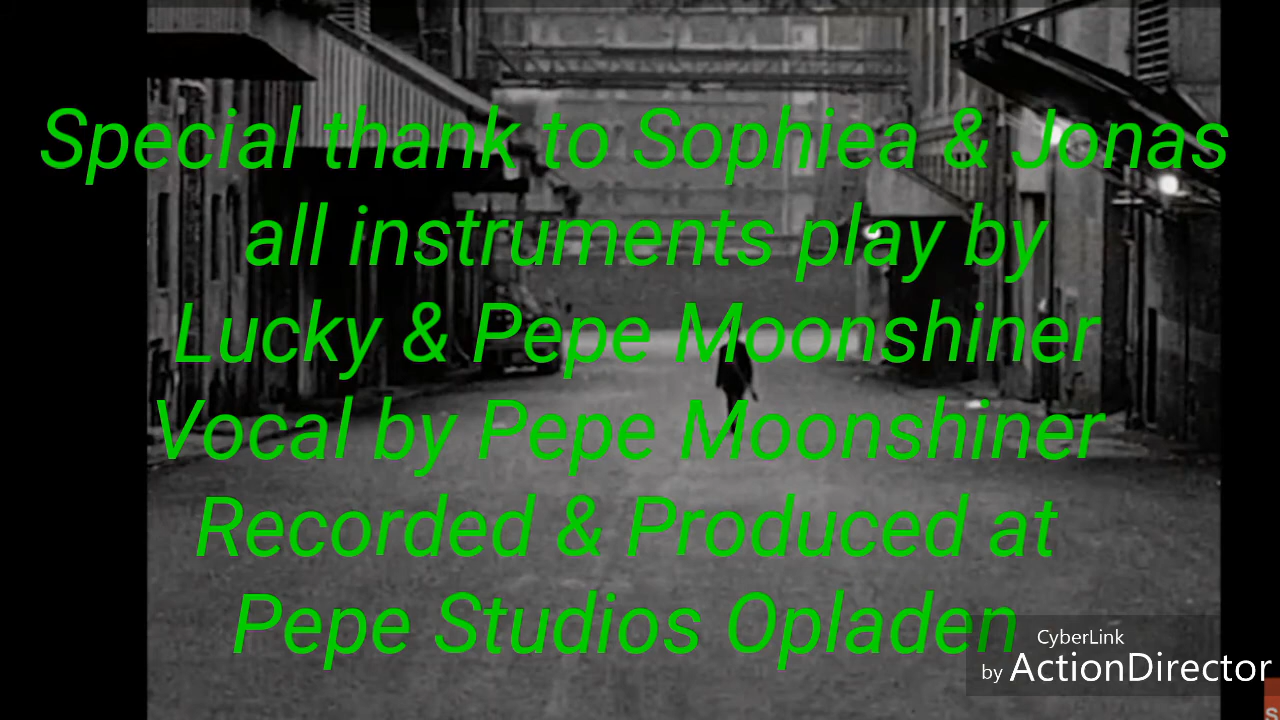 Special thank to Sophiea & Jonas
all instruments play by
Lucky & Pepe Moonshiner
Vocal by Pepe Moonshiner
Recorded & Produced at
Pepe Studios Opladen
CyberLink
by ActionDirector